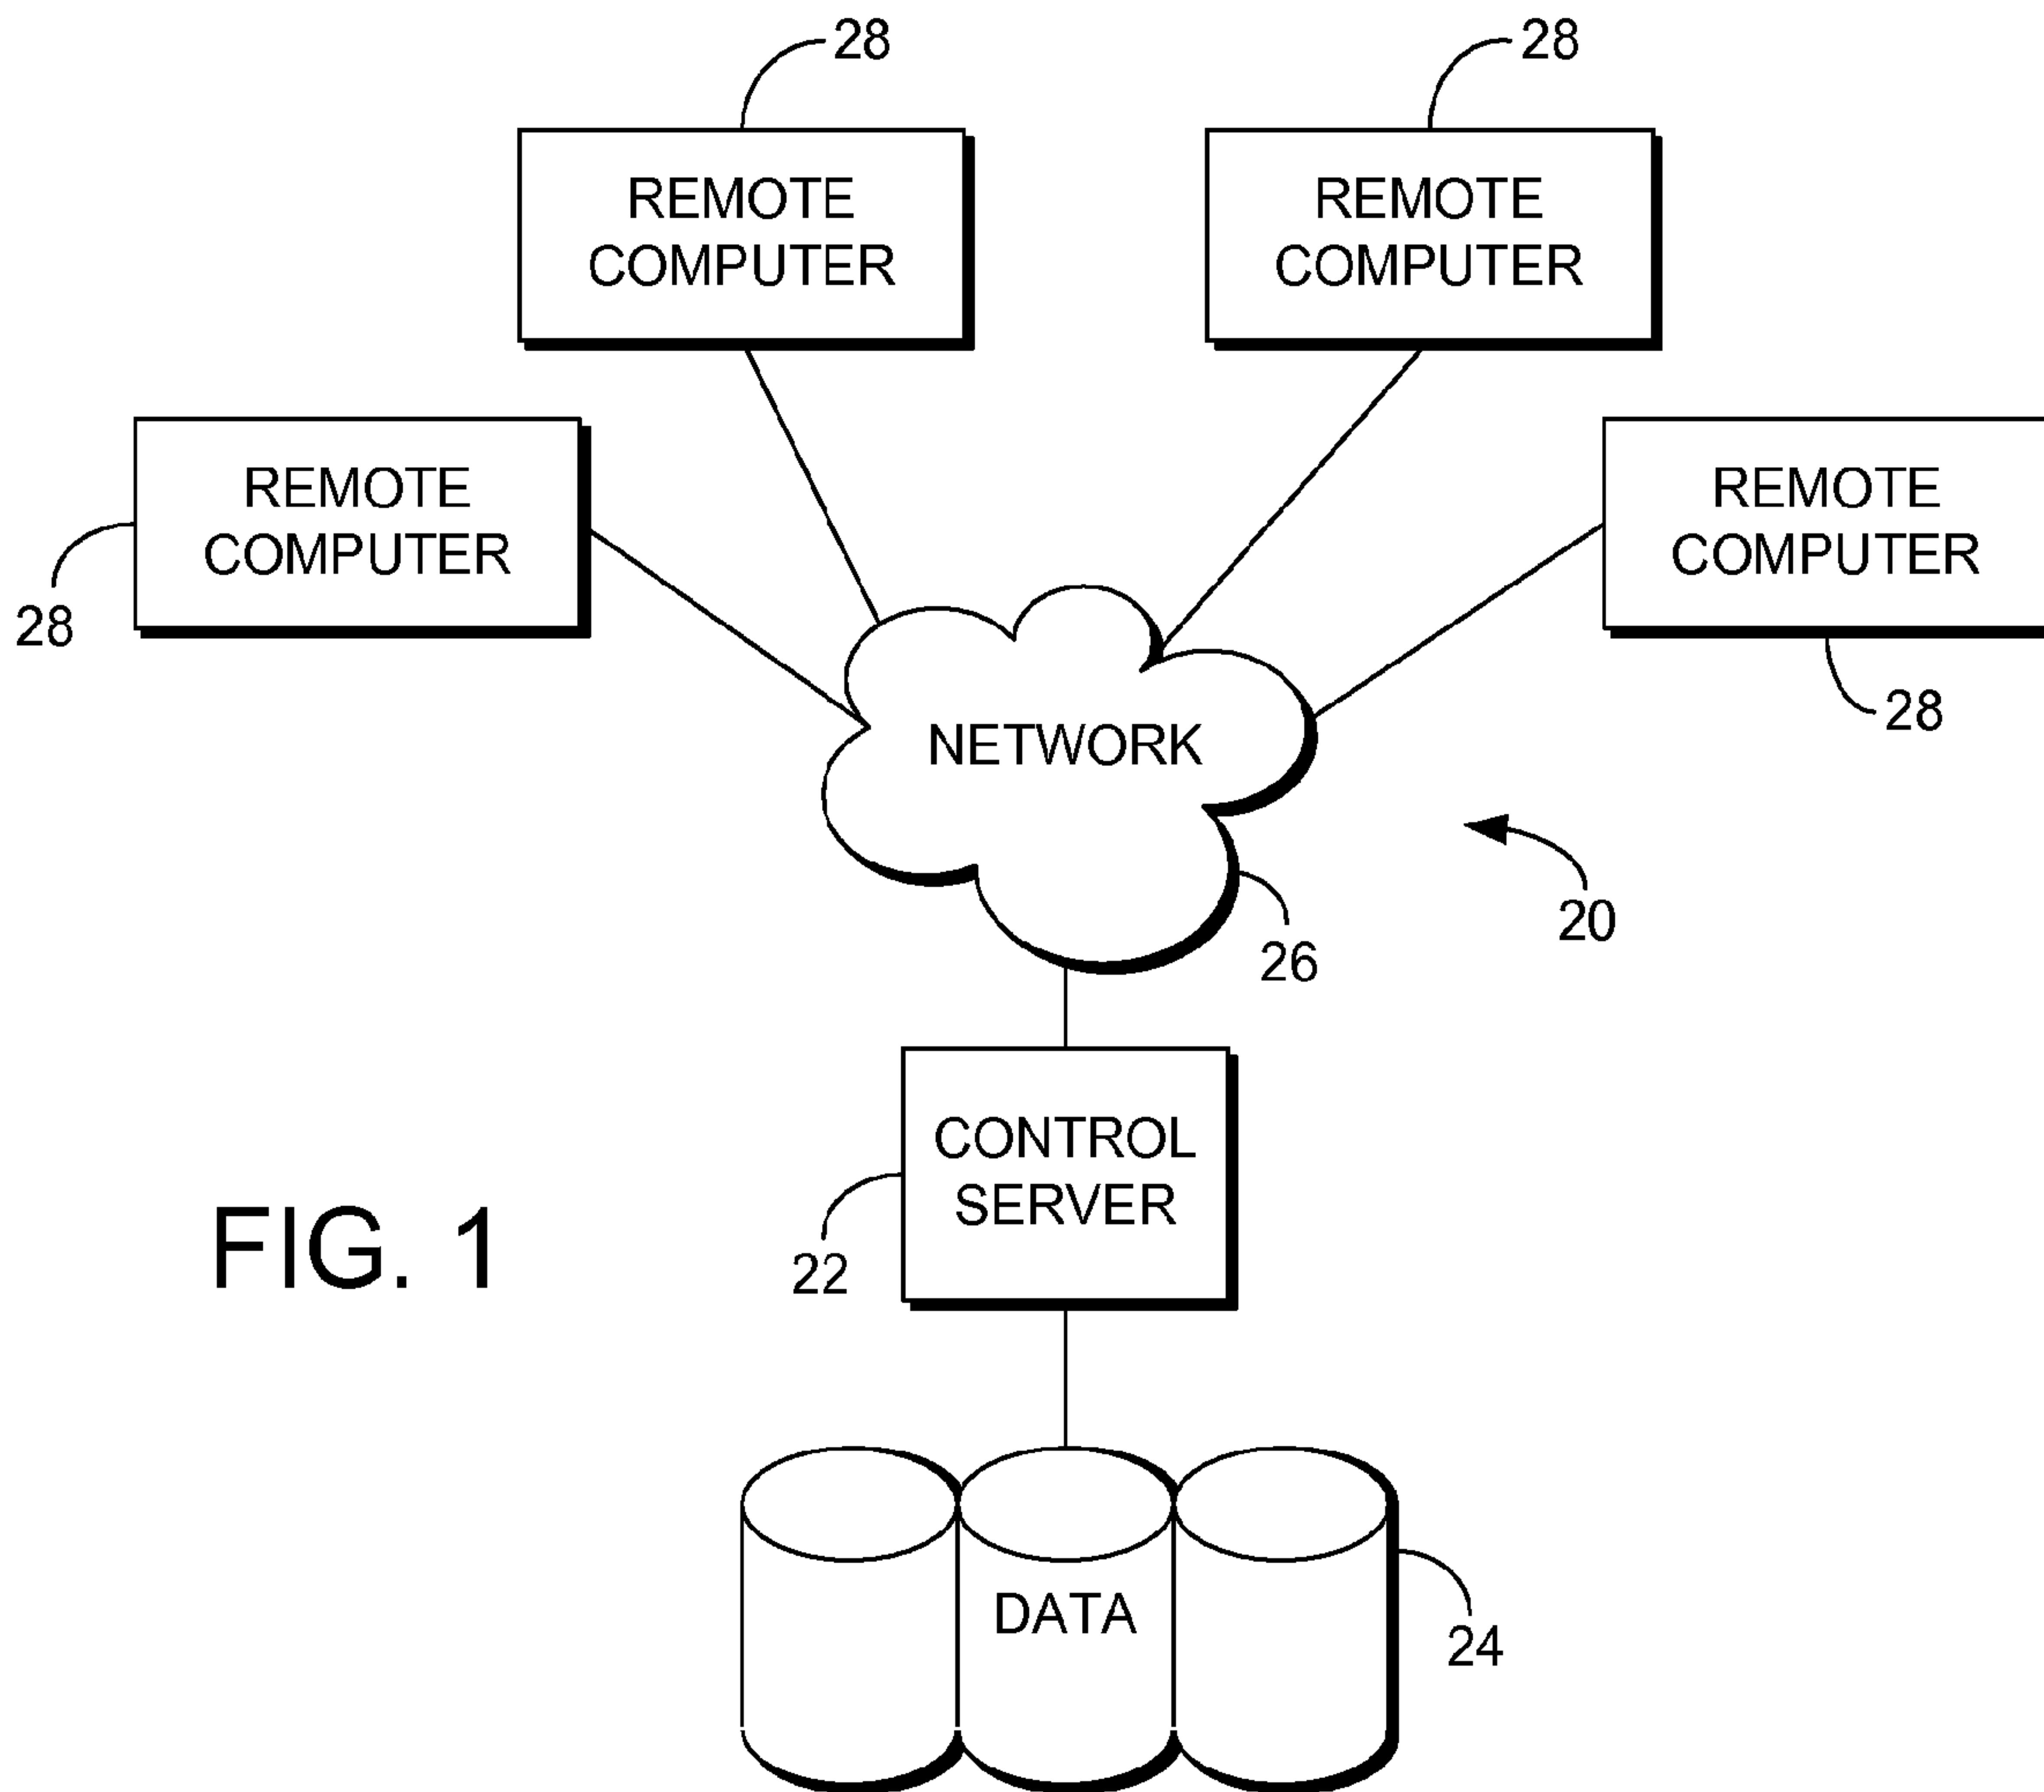 28
28
REMOTE
COMPUTER
REMOTE
COMPUTER
REMOTE
COMPUTER
REMOTE
COMPUTER
28
28
NETWORK
20
26
CONTROL
SERVER
22
FIG. 1
DATA
24